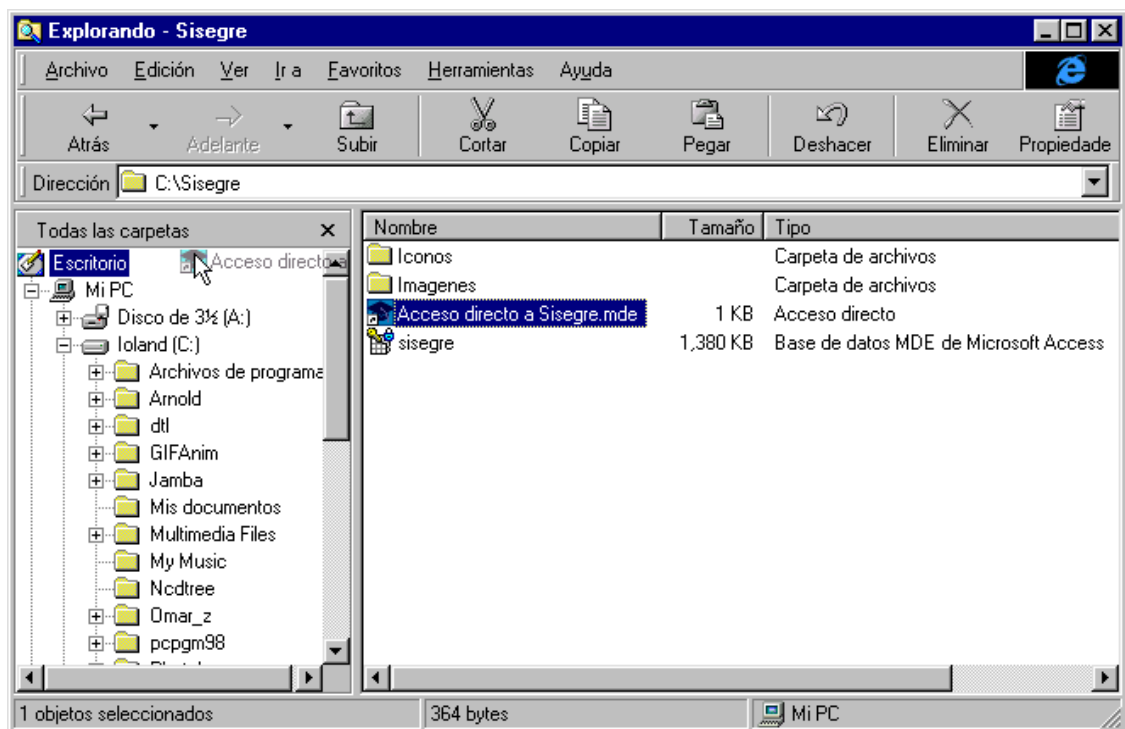 Explorando - Sisegre
Archivo Edición Ver Ir a Favoritos Herramientas Ayuda
Atrás Adelante Subir Cortar Copiar Pegar Deshacer Eliminar Propiedade
Dirección C:\Sisegre
Todas las carpetas
Escritorio Acceso directo a
Mi PC
Disco de 3½ (A:)
Ioland (C:)
Archivos de programa
Arnold
dtl
GIFAnim
Jamba
Mis documentos
Multimedia Files
My Music
Ncdtree
Omar_z
pcpgm98
Nombre Tamaño Tipo
Iconos Carpeta de archivos
Imagenes Carpeta de archivos
Acceso directo a Sisegre.mde 1 KB Acceso directo
sisegre 1,380 KB Base de datos MDE de Microsoft Access
1 objetos seleccionados 364 bytes Mi PC